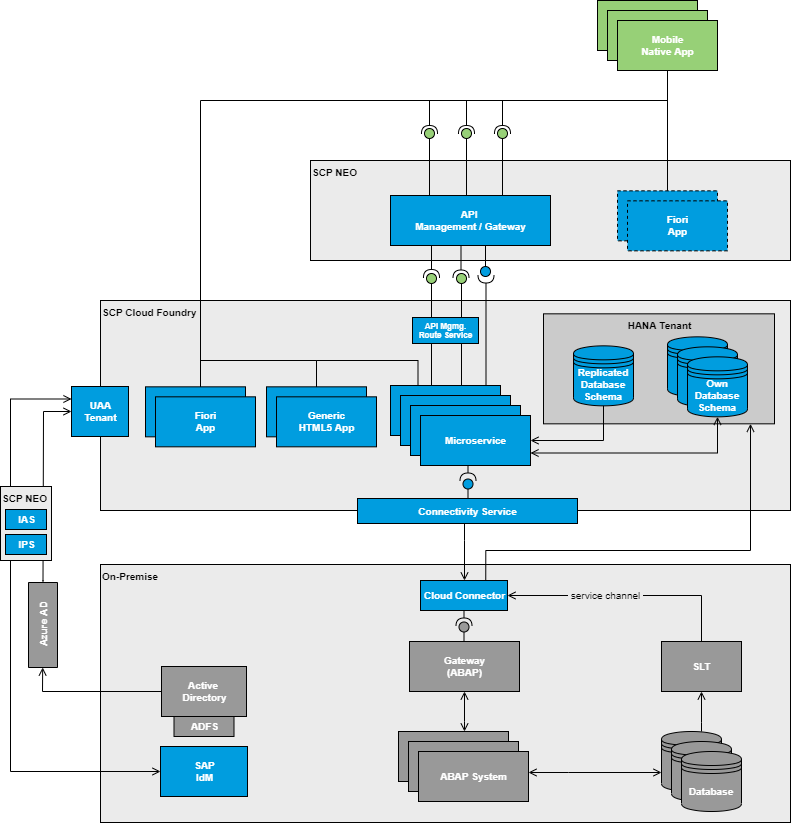 Mobile
Native App
SCP NEO
API
Management / Gateway
Fiori
App
SCP Cloud Foundry
API Mgmg.
Route Service
HANA Tenant
Replicated
Database
Schema
Own
Database
Schema
UAA
Tenant
Fiori
App
Generic
HTML5 App
Microservice
SCP NEO
IAS
IPS
Connectivity Service
On-Premise
Cloud Connector
service channel
Azure AD
Gateway
(ABAP)
SLT
Active
Directory
ADFS
SAP
IdM
ABAP System
Database